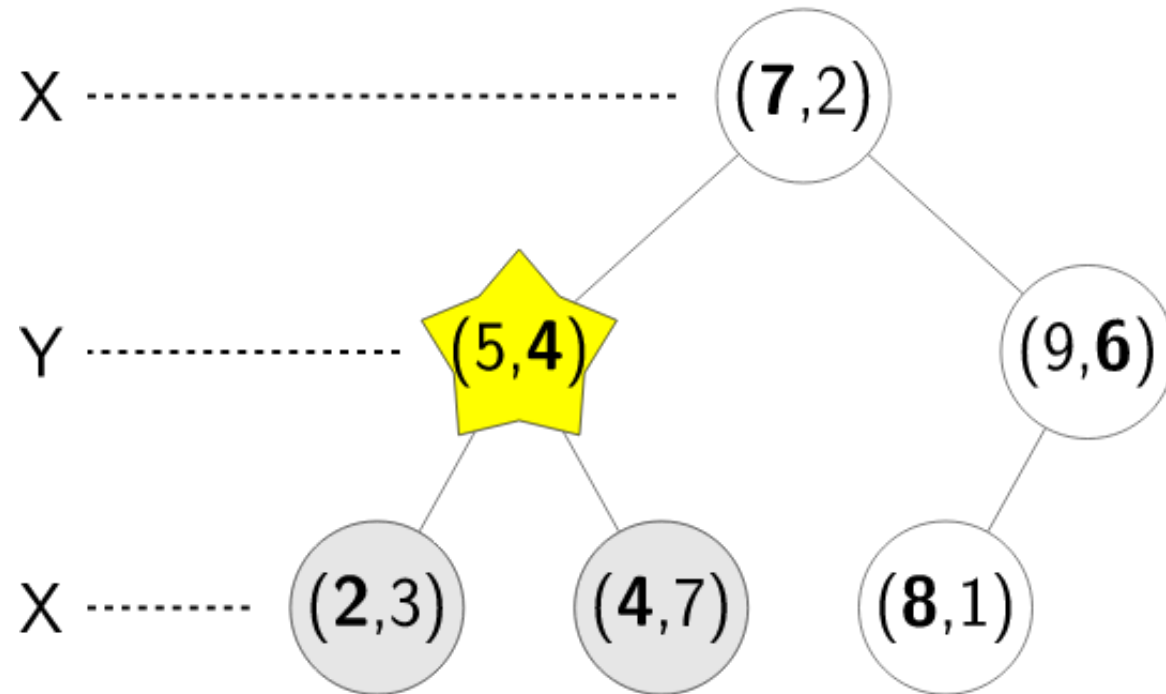 X (7,2)
Y (5,4) (9,6)
X (2,3) (4,7) (8,1)